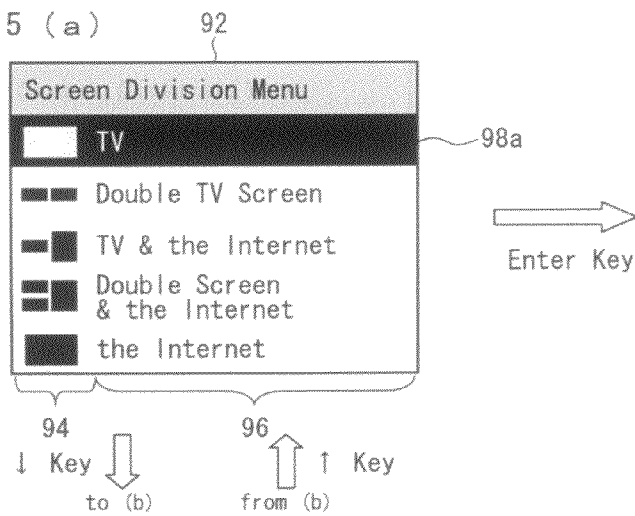 5 (a)
92
Screen Division Menu
TV
98a
Double TV Screen
TV & the Internet
Enter Key
Double Screen
& the Internet
the Internet
94
96
↓ Key
↑ Key
to (b)
from (b)